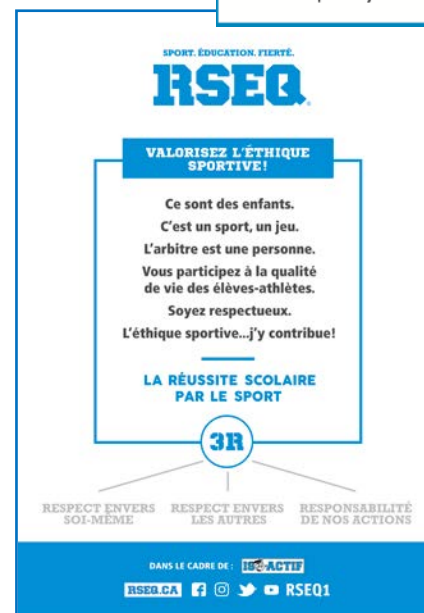 SPORT. ÉDUCATION. FIERTÉ.
RSEQ
VALORISEZ L'ÉTHIQUE
SPORTIVE!
Ce sont des enfants.
C'est un sport, un jeu.
L'arbitre est une personne.
Vous participez à la qualité
de vie des élèves-athlètes.
Soyez respectueux.
L'éthique sportive...j'y contribue!
LA RÉUSSITE SCOLAIRE
PAR LE SPORT
3R
RESPECT ENVERS
SOI-MÊME
RESPECT ENVERS
LES AUTRES
RESPONSABILITÉ
DE NOS ACTIONS
DANS LE CADRE DE :
RSEQ.CA RSEQ1